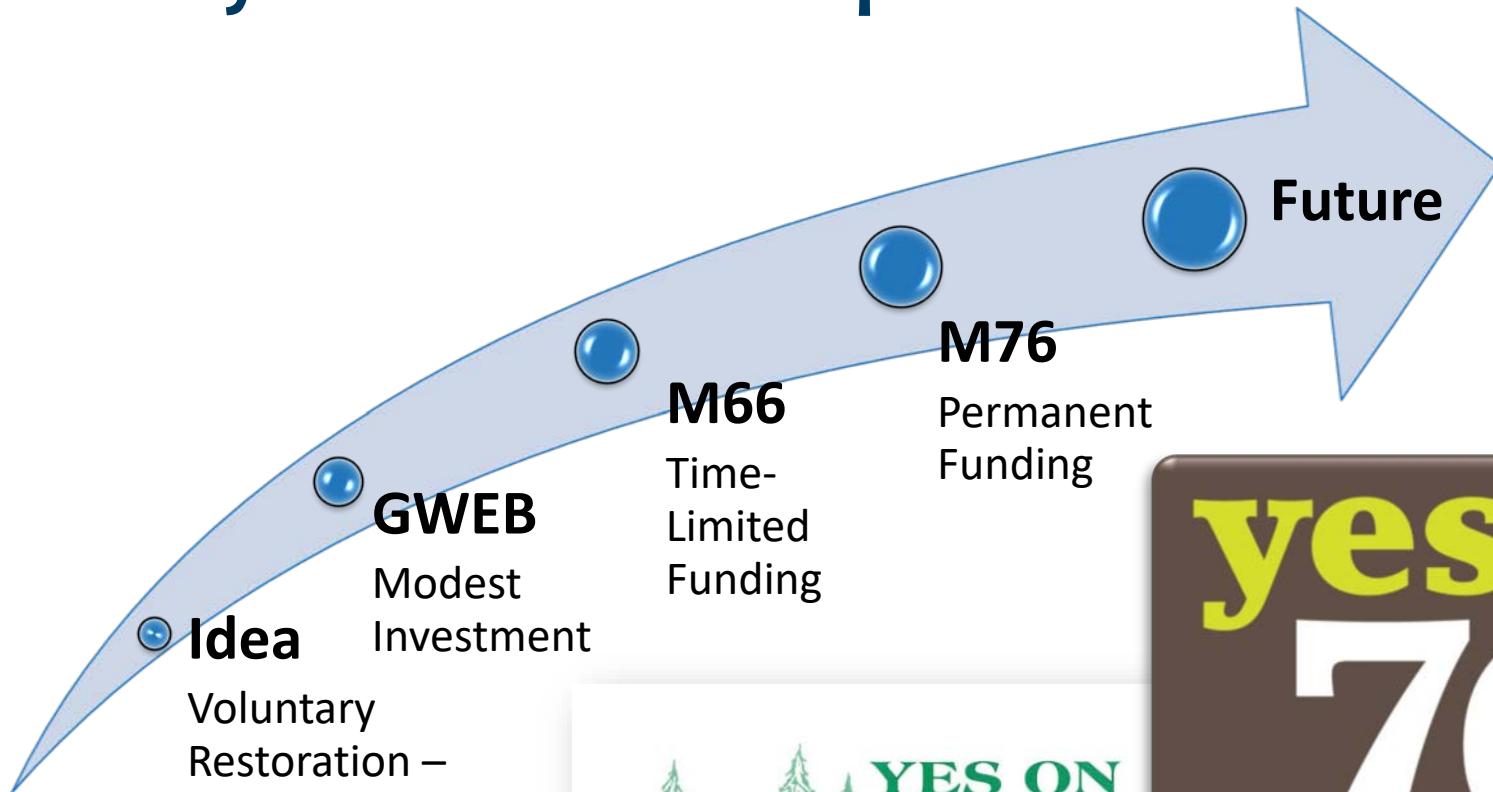 Future
M76
Permanent
Funding
M66
Time-
Limited
Funding
GWEB
Modest
Investment
Idea
Voluntary
Restoration –
YES ON
yes